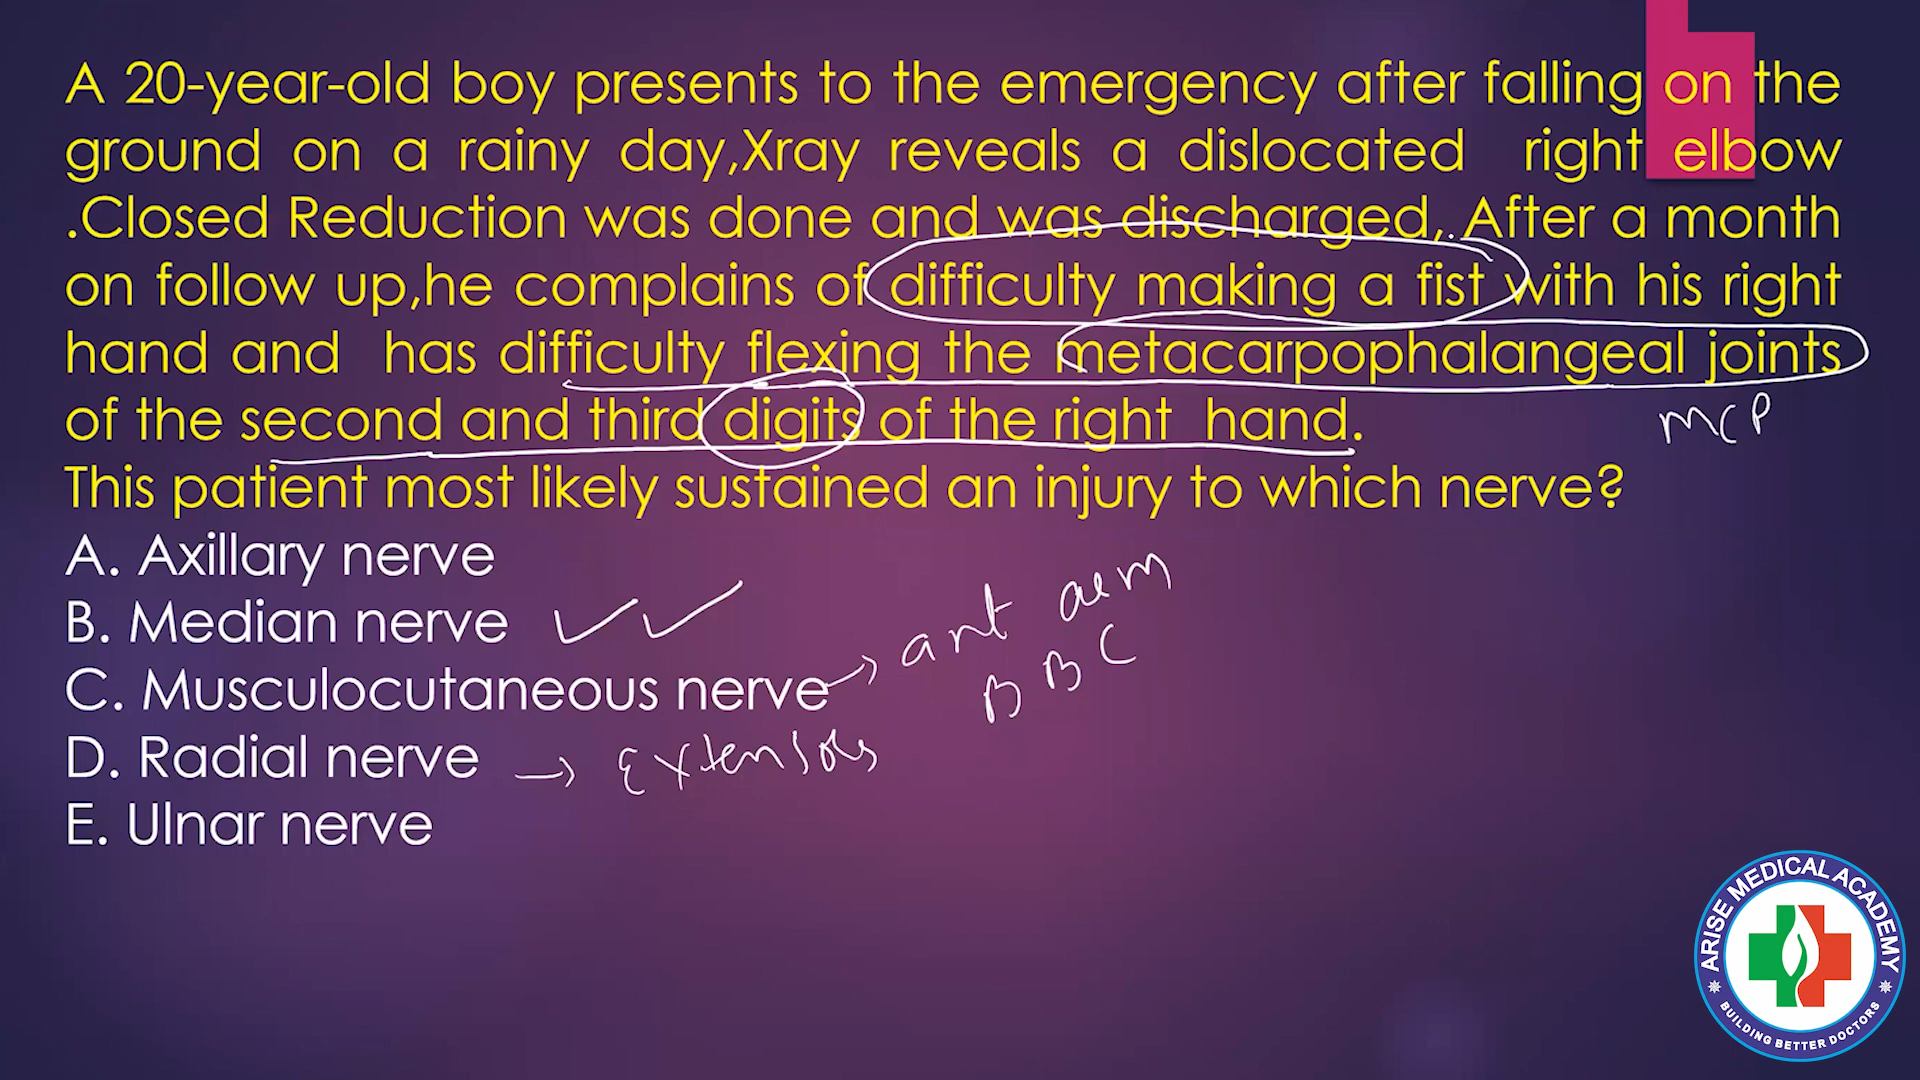 A 20-year-old boy presents to the emergency after falling on the
ground on a rainy day,Xray reveals a dislocated right elbow
.Closed Reduction was done and was discharged,.After a month
on follow up,he complains of difficulty making a fist with his right
hand and has difficulty flexing the metacarpophalangeal joints
of the second and third digits of the right hand.
MCP
This patient most likely sustained an injury to which nerve?
A. Axillary nerve
B. Median nerve
C. Musculocutaneous nerve → ant arm
B B C
D. Radial nerve → Extensors
E. Ulnar nerve
ARISE MEDICAL ACADEMY
BUILDING BETTER DOCTORS